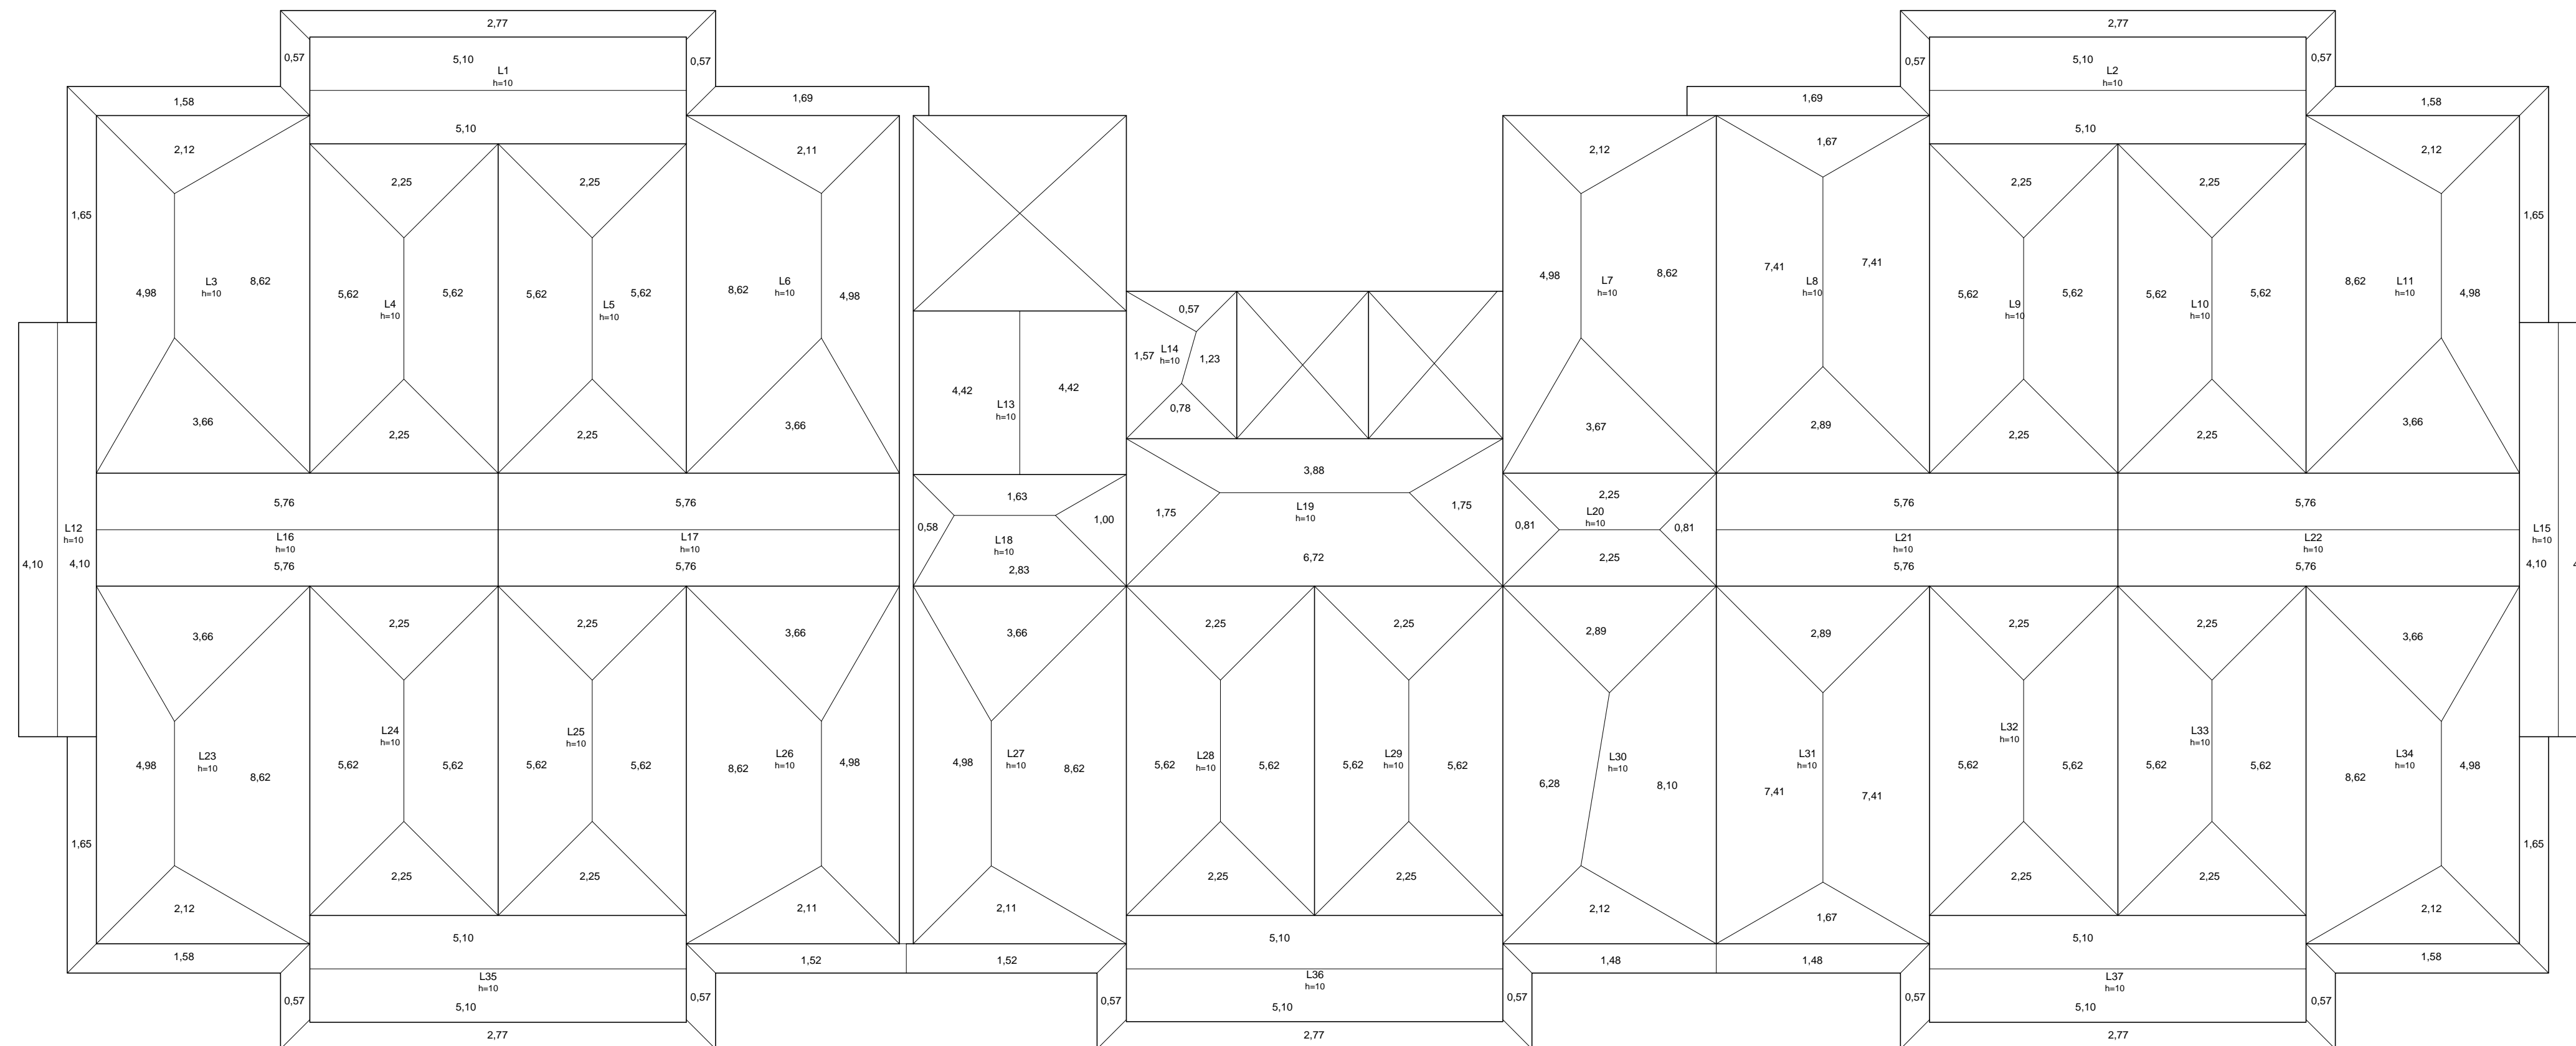 2,77
2,77
0,57
5,10
L1
h=10
0,57
0,57
5,10
L2
h=10
0,57
1,58
1,69
1,69
1,58
5,10
5,10
2,12
2,11
2,12
1,67
2,12
2,25
2,25
2,25
2,25
1,65
1,65
4,98
L3
h=10
8,62
5,62
L4
h=10
5,62
5,62
L5
h=10
5,62
8,62
L6
h=10
4,98
4,98
L7
h=10
8,62
7,41
L8
h=10
7,41
5,62
L9
h=10
5,62
5,62
L10
h=10
5,62
8,62
L11
h=10
4,98
0,57
1,57
L14
h=10
1,23
0,78
4,42
L13
h=10
4,42
3,66
2,25
2,25
3,66
3,67
2,89
2,25
2,25
3,66
3,88
1,75
L19
h=10
1,75
6,72
5,76
5,76
1,63
0,58
L18
h=10
1,00
2,83
2,25
0,81
L20
h=10
0,81
2,25
5,76
5,76
L12
h=10
4,10
4,10
L16
h=10
5,76
L17
h=10
5,76
L21
h=10
5,76
L22
h=10
5,76
L15
h=10
4,10
3,66
2,25
2,25
3,66
3,66
2,25
2,25
2,89
2,89
2,25
2,25
3,66
4,98
L23
h=10
8,62
5,62
L24
h=10
5,62
5,62
L25
h=10
5,62
8,62
L26
h=10
4,98
4,98
L27
h=10
8,62
5,62
L28
h=10
5,62
5,62
L29
h=10
5,62
6,28
L30
h=10
8,10
7,41
L31
h=10
7,41
5,62
L32
h=10
5,62
5,62
L33
h=10
5,62
8,62
L34
h=10
4,98
1,65
1,65
2,12
2,25
2,25
2,11
2,11
2,25
2,25
2,12
1,67
2,25
2,25
2,12
1,58
5,10
1,52
1,52
5,10
1,48
1,48
5,10
1,58
0,57
L35
h=10
5,10
0,57
0,57
L36
h=10
5,10
0,57
0,57
L37
h=10
5,10
0,57
2,77
2,77
2,77